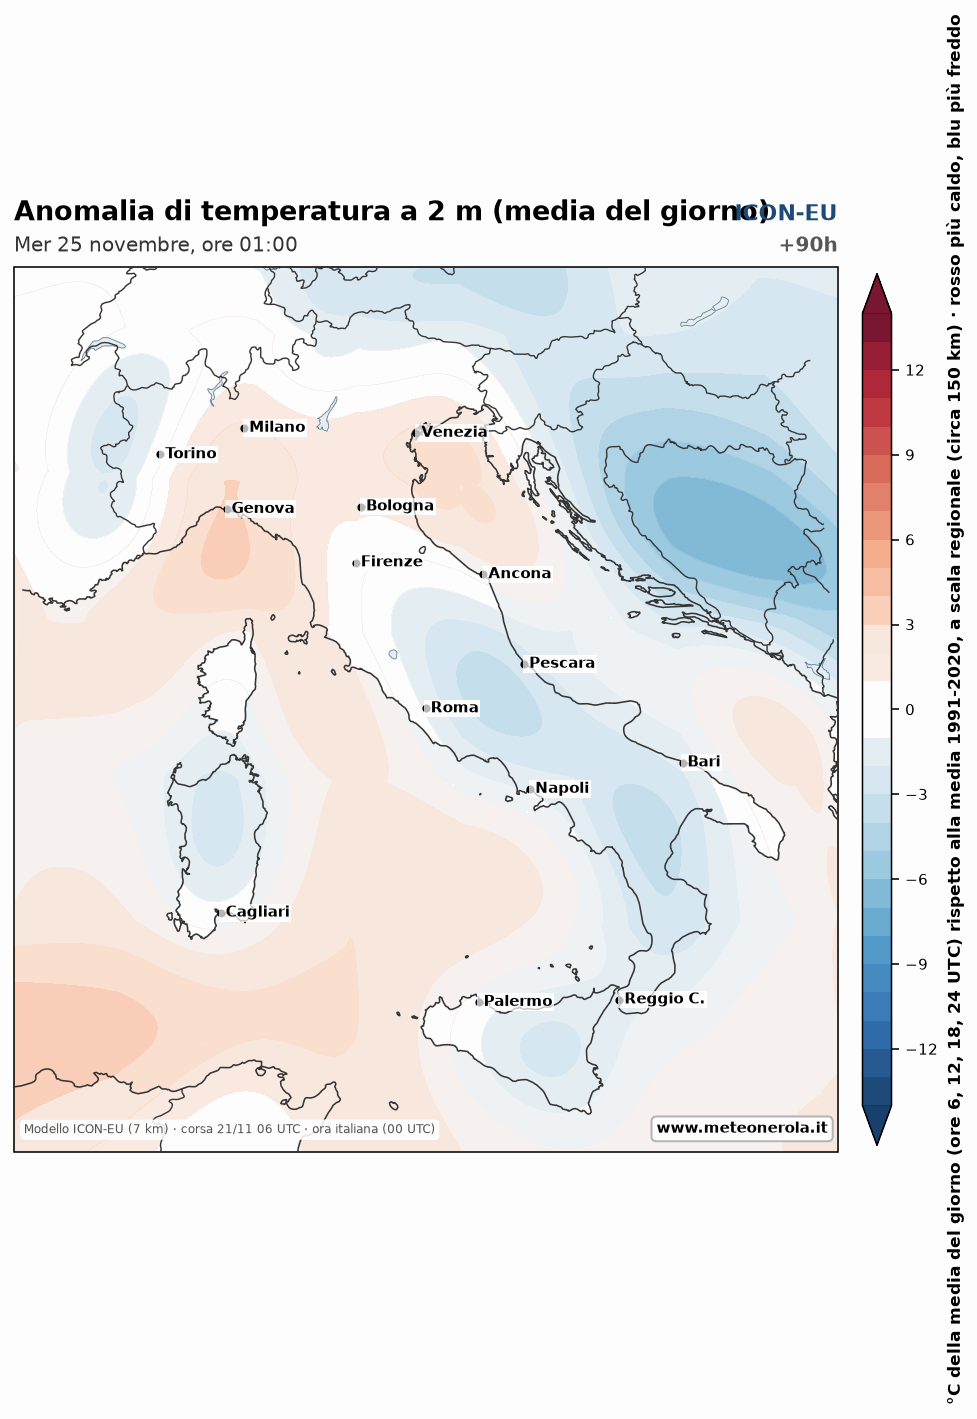 Anomalia di temperatura a 2 m (media del giorno)
ICON-EU
Mer 25 novembre, ore 01:00
+90h
Milano
Venezia
Torino
Genova
Bologna
Firenze
Ancona
Pescara
Roma
Bari
Napoli
Cagliari
Palermo
Reggio C.
Modello ICON-EU (7 km) · corsa 21/11 06 UTC · ora italiana (00 UTC)
www.meteonerola.it
12
9
6
3
0
−3
−6
−9
−12
°C della media del giorno (ore 6, 12, 18, 24 UTC) rispetto alla media 1991-2020, a scala regionale (circa 150 km) · rosso più caldo, blu più freddo